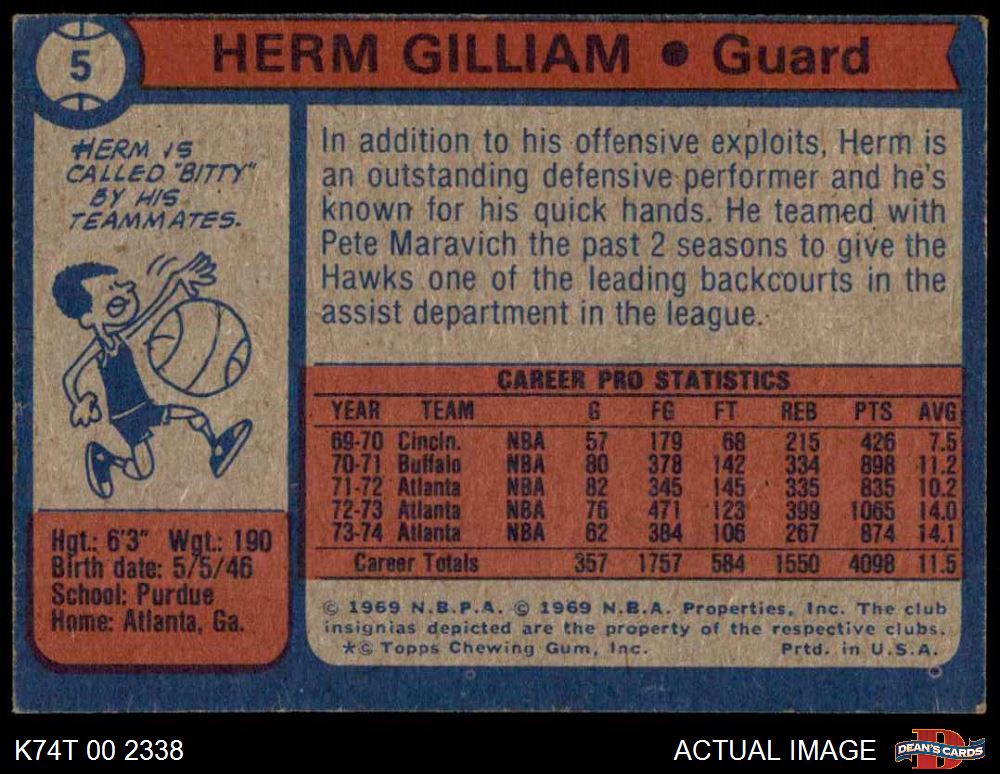 5
HERM GILLIAM • Guard
HERM IS
CALLED "BITTY"
BY HIS
TEAMMATES.
In addition to his offensive exploits, Herm is
an outstanding defensive performer and he's
known for his quick hands. He teamed with
Pete Maravich the past 2 seasons to give the
Hawks one of the leading backcourts in the
assist department in the league.
CAREER PRO STATISTICS
YEAR TEAM G FG FT REB PTS AVG
69-70 Cincin. NBA 57 179 68 215 426 7.5
70-71 Buffalo NBA 80 378 142 334 898 11.2
71-72 Atlanta NBA 82 345 145 335 835 10.2
72-73 Atlanta NBA 76 471 123 399 1065 14.0
73-74 Atlanta NBA 62 384 106 267 874 14.1
Career Totals 357 1757 584 1550 4098 11.5
Hgt.: 6'3" Wgt.: 190
Birth date: 5/5/46
School: Purdue
Home: Atlanta, Ga.
© 1969 N.B.P.A. © 1969 N.B.A. Properties, Inc. The club
insignias depicted are the property of the respective clubs.
*© Topps Chewing Gum, Inc. Prtd. in U.S.A.
K74T 00 2338
ACTUAL IMAGE
D
DEAN'S CARDS